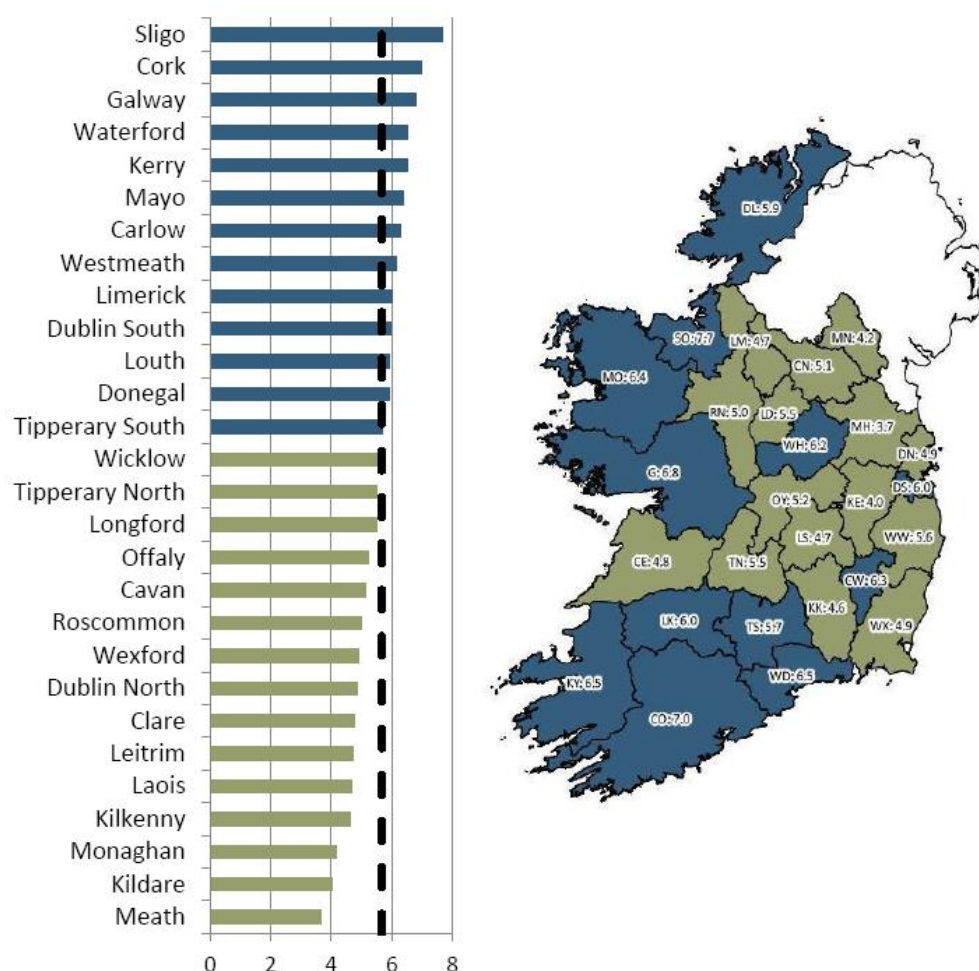 Sligo
Cork
Galway
Waterford
Kerry
Mayo
Carlow
Westmeath
Limerick
Dublin South
Louth
Donegal
Tipperary South
Wicklow
Tipperary North
Longford
Offaly
Cavan
Roscommon
Wexford
Dublin North
Clare
Leitrim
Laois
Kilkenny
Monaghan
Kildare
Meath
0 2 4 6 8
DL: 5.9
SO: 7.7
LM: 4.7
MN: 4.2
MO: 6.4
CN: 5.1
RN: 5.0
LD: 5.5
MH: 3.7
WH: 6.2
DN: 4.9
G: 6.8
DS: 6.0
OY: 5.2
KE: 4.0
LS: 4.7
WW: 5.6
CE: 4.8
TN: 5.5
CW: 6.3
KK: 4.6
WX: 4.9
LK: 6.0
TS: 5.7
WD: 6.5
KY: 6.5
CO: 7.0